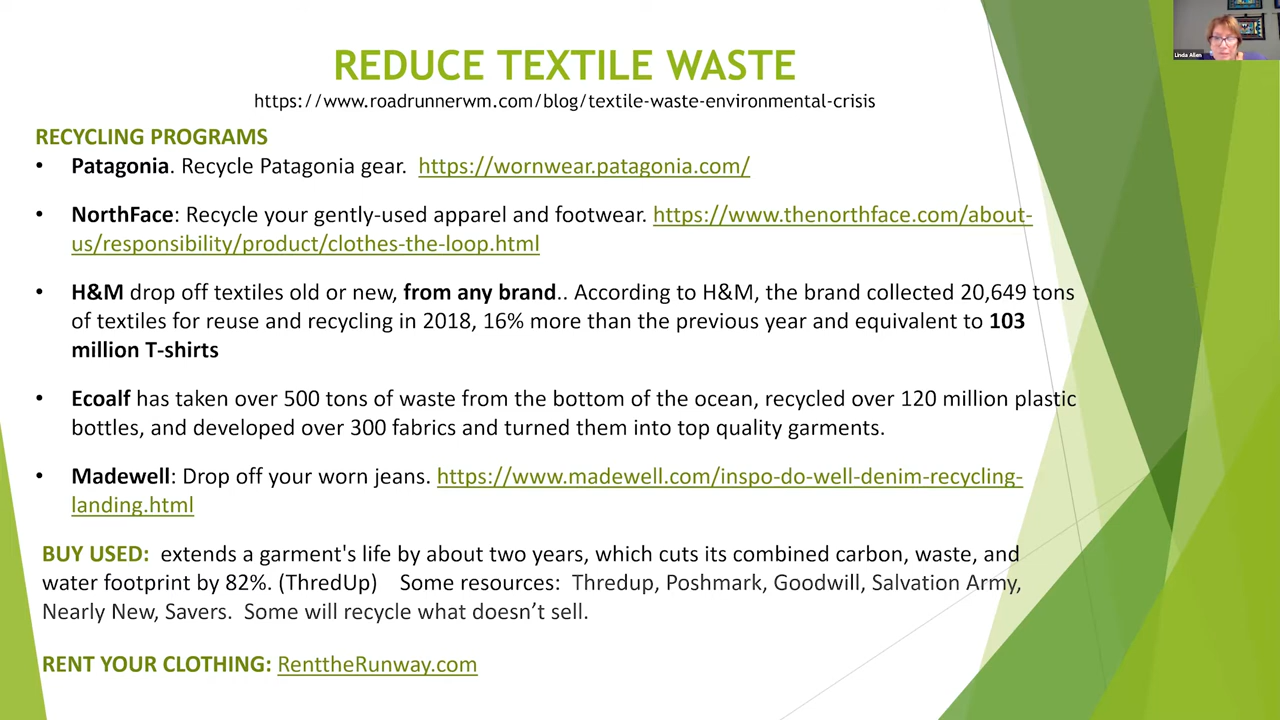 REDUCE TEXTILE WASTE
https://www.roadrunnerwm.com/blog/textile-waste-environmental-crisis
Linda Allen
RECYCLING PROGRAMS
• Patagonia. Recycle Patagonia gear. https://wornwear.patagonia.com/
• NorthFace: Recycle your gently-used apparel and footwear. https://www.thenorthface.com/about-
us/responsibility/product/clothes-the-loop.html
• H&M drop off textiles old or new, from any brand.. According to H&M, the brand collected 20,649 tons
of textiles for reuse and recycling in 2018, 16% more than the previous year and equivalent to 103
million T-shirts
• Ecoalf has taken over 500 tons of waste from the bottom of the ocean, recycled over 120 million plastic
bottles, and developed over 300 fabrics and turned them into top quality garments.
• Madewell: Drop off your worn jeans. https://www.madewell.com/inspo-do-well-denim-recycling-
landing.html
BUY USED: extends a garment's life by about two years, which cuts its combined carbon, waste, and
water footprint by 82%. (ThredUp) Some resources: Thredup, Poshmark, Goodwill, Salvation Army,
Nearly New, Savers. Some will recycle what doesn’t sell.
RENT YOUR CLOTHING: RenttheRunway.com